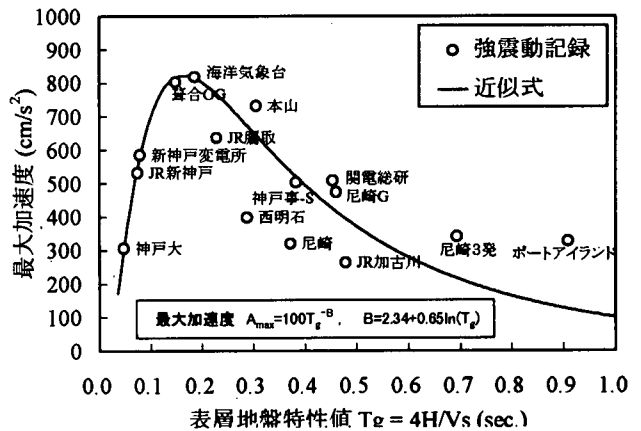 1000
900
800
700
600
500
400
300
200
100
0
最大加速度 (cm/s²)
強震動記録
近似式
海洋気象台
葺合OG
本山
JR鷹取
新神戸変電所
JR新神戸
関電総研
尼崎G
神戸事-S
西明石
尼崎
神戸大
JR加古川
尼崎3発
ポートアイランド
最大加速度 Amax=100Tg^-B, B=2.34+0.65ln(Tg)
0.0 0.1 0.2 0.3 0.4 0.5 0.6 0.7 0.8 0.9 1.0
表層地盤特性値 Tg = 4H/Vs (sec.)